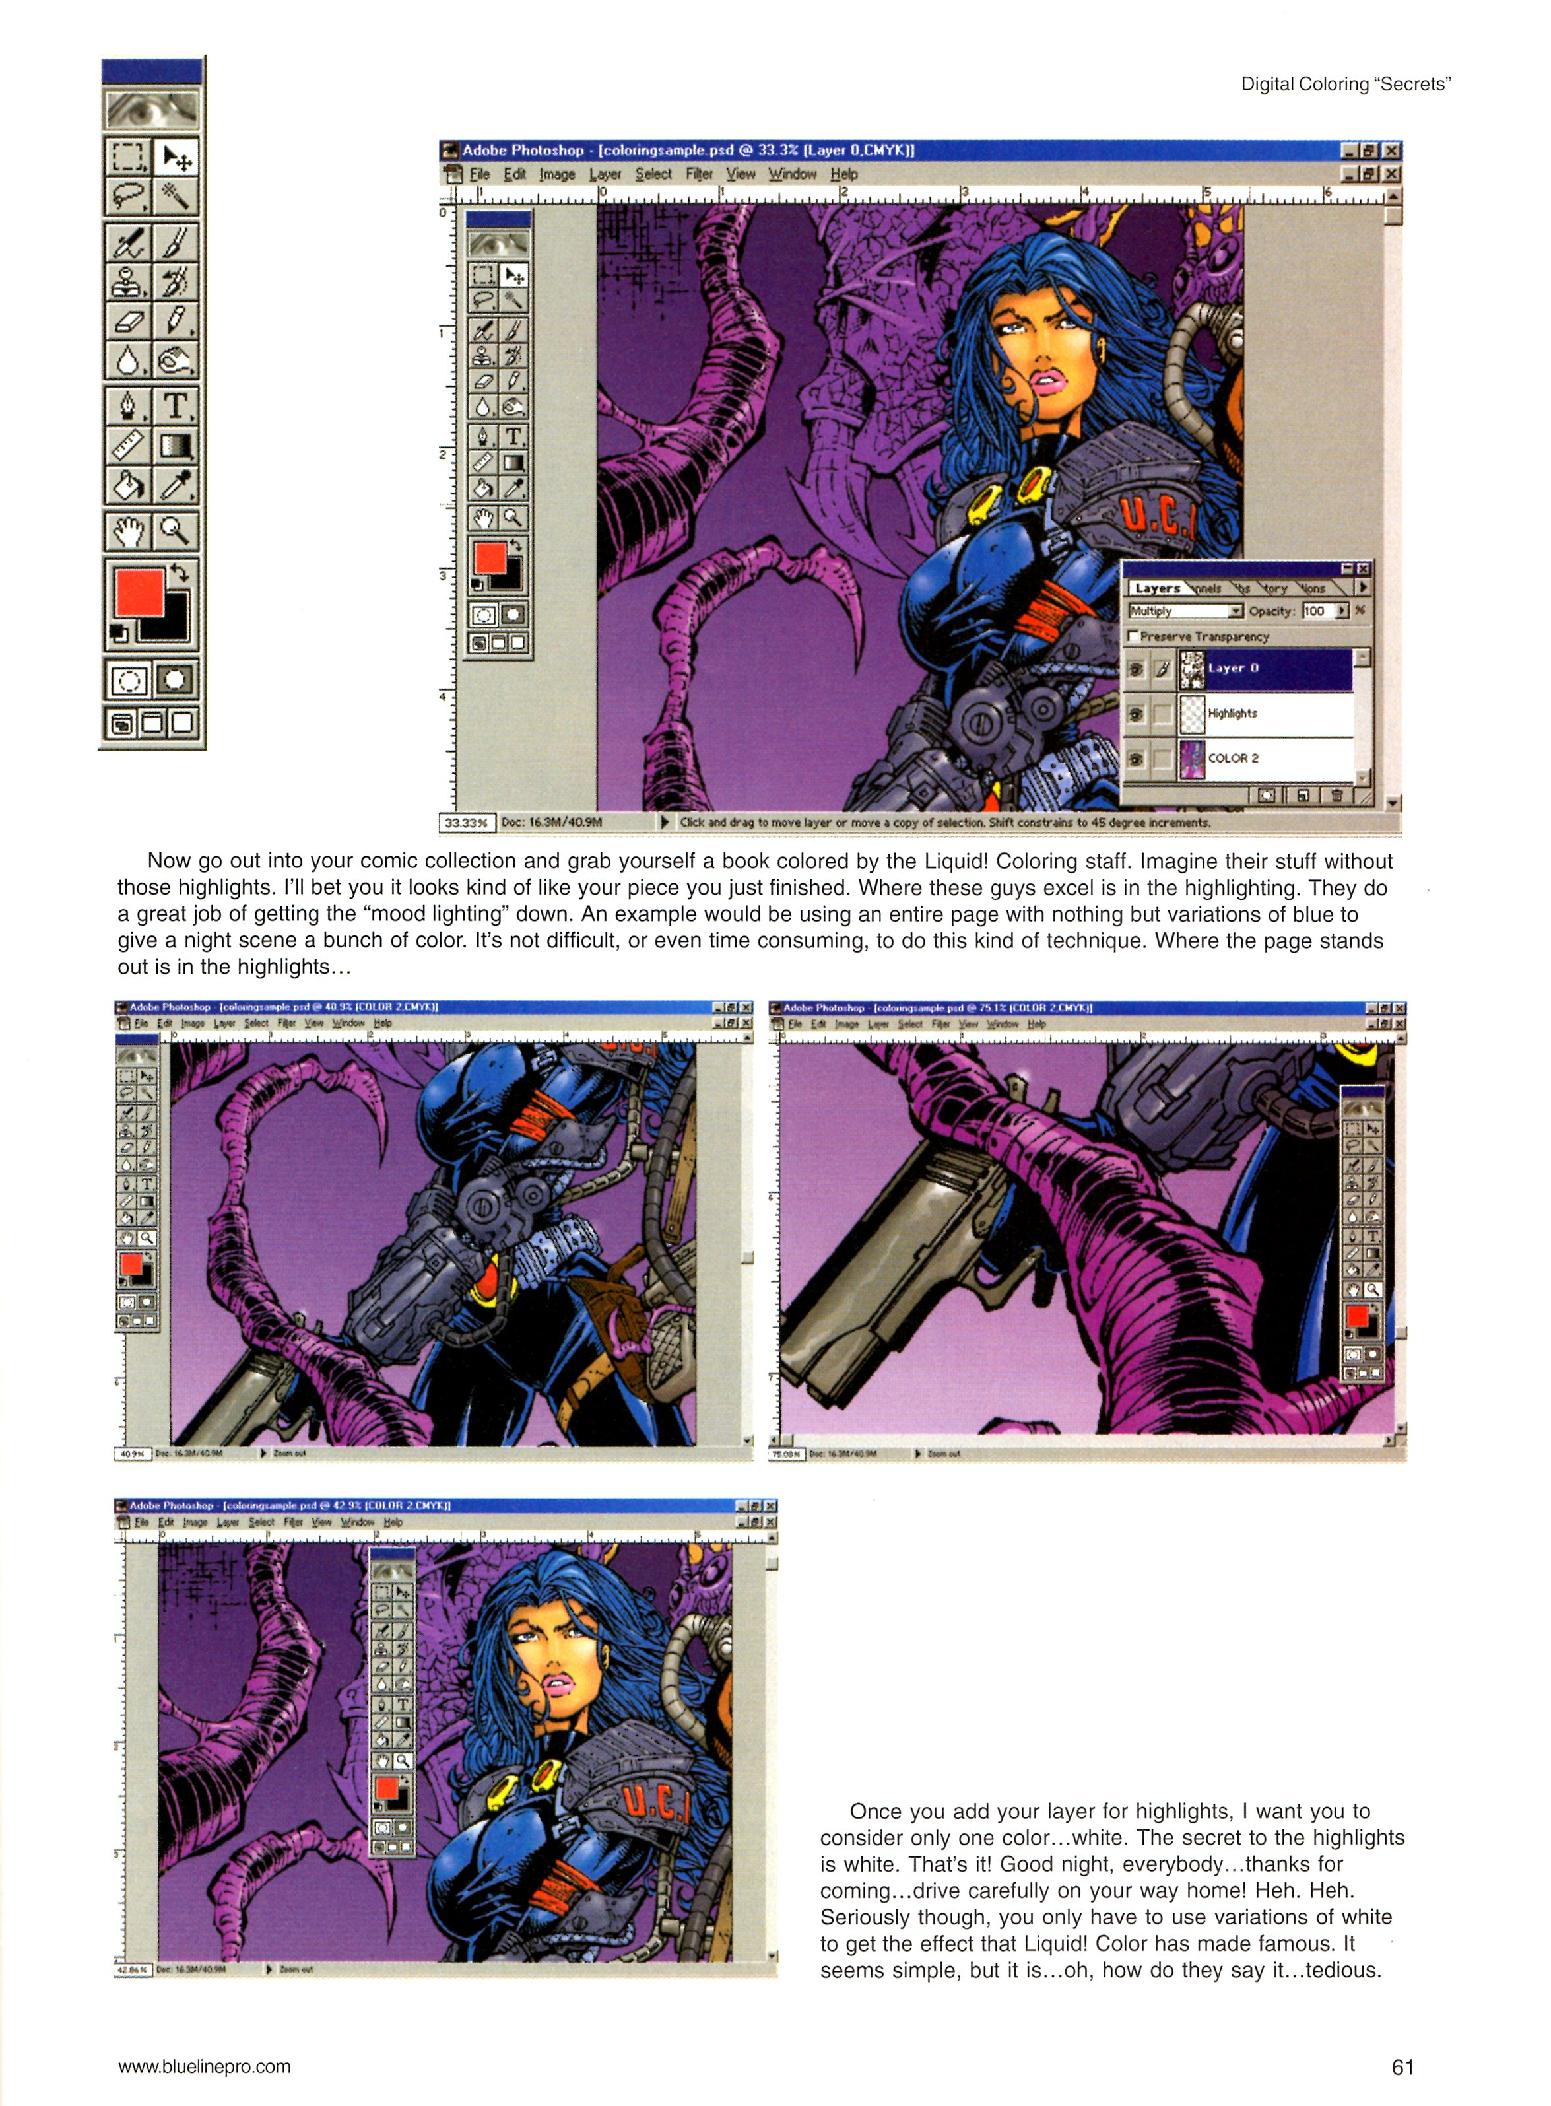 Digital Coloring “Secrets”
Adobe Photoshop - [coloringsample.psd @ 33.3% (Layer 0,CMYK)]
File Edit Image Layer Select Filter View Window Help
U.C.I
Layers
Multiply Opacity: 100 %
Preserve Transparency
Layer 0
Highlights
COLOR 2
33.33% Doc: 16.3M/40.9M Click and drag to move layer or move a copy of selection. Shift constrains to 45 degree increments.
Now go out into your comic collection and grab yourself a book colored by the Liquid! Coloring staff. Imagine their stuff without
those highlights. I’ll bet you it looks kind of like your piece you just finished. Where these guys excel is in the highlighting. They do
a great job of getting the “mood lighting” down. An example would be using an entire page with nothing but variations of blue to
give a night scene a bunch of color. It’s not difficult, or even time consuming, to do this kind of technique. Where the page stands
out is in the highlights…
Adobe Photoshop - [coloringsample.psd @ 40.9% (COLOR 2,CMYK)]
File Edit Image Layer Select Filter View Window Help
40.9% Doc: 16.3M/40.9M Zoom out
Adobe Photoshop - [coloringsample.psd @ 75.1% (COLOR 2,CMYK)]
File Edit Image Layer Select Filter View Window Help
75.08% Doc: 16.3M/40.9M Zoom out
Adobe Photoshop - [coloringsample.psd @ 42.9% (COLOR 2,CMYK)]
File Edit Image Layer Select Filter View Window Help
U.C.I
42.86% Doc: 16.3M/40.9M Zoom out
Once you add your layer for highlights, I want you to
consider only one color…white. The secret to the highlights
is white. That’s it! Good night, everybody…thanks for
coming…drive carefully on your way home! Heh. Heh.
Seriously though, you only have to use variations of white
to get the effect that Liquid! Color has made famous. It
seems simple, but it is…oh, how do they say it…tedious.
www.bluelinepro.com
61